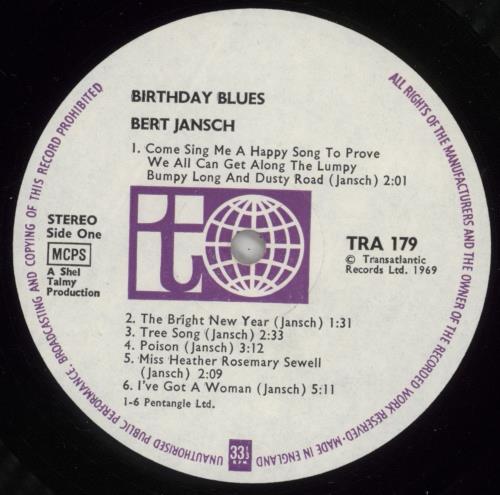 BIRTHDAY BLUES
BERT JANSCH
1. Come Sing Me A Happy Song To Prove
We All Can Get Along The Lumpy
Bumpy Long And Dusty Road (Jansch) 2:01
STEREO
Side One
MCPS
A Shel
Talmy
Production
it
TRA 179
© Transatlantic
Records Ltd. 1969
2. The Bright New Year (Jansch) 1:31
3. Tree Song (Jansch) 2:33
4. Poison (Jansch) 3:12
5. Miss Heather Rosemary Sewell
(Jansch) 2:09
6. I've Got A Woman (Jansch) 5:11
1-6 Pentangle Ltd.
ALL RIGHTS OF THE MANUFACTURERS AND THE OWNER OF THE RECORDED WORK RESERVED-MADE IN ENGLAND
33⅓
R.P.M.
UNAUTHORISED PUBLIC PERFORMANCE, BROADCASTING AND COPYING OF THIS RECORD PROHIBITED